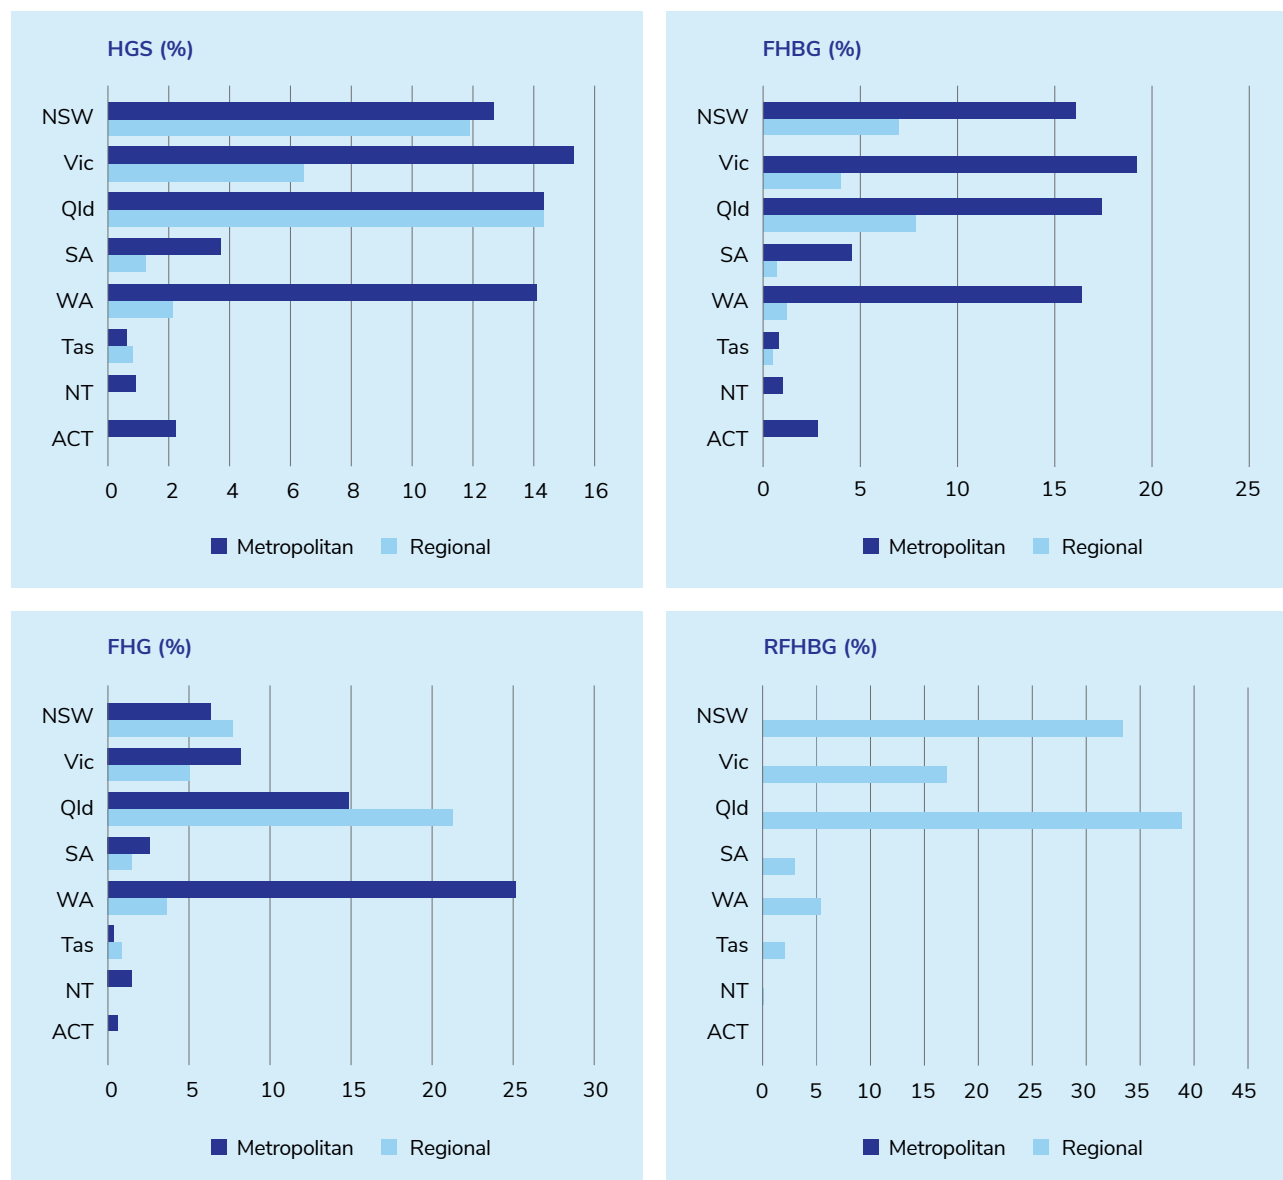 HGS (%)
NSW
Vic
Qld
SA
WA
Tas
NT
ACT
0 2 4 6 8 10 12 14 16
Metropolitan Regional
FHBG (%)
NSW
Vic
Qld
SA
WA
Tas
NT
ACT
0 5 10 15 20 25
Metropolitan Regional
FHG (%)
NSW
Vic
Qld
SA
WA
Tas
NT
ACT
0 5 10 15 20 25 30
Metropolitan Regional
RFHBG (%)
NSW
Vic
Qld
SA
WA
Tas
NT
ACT
0 5 10 15 20 25 30 35 40 45
Metropolitan Regional